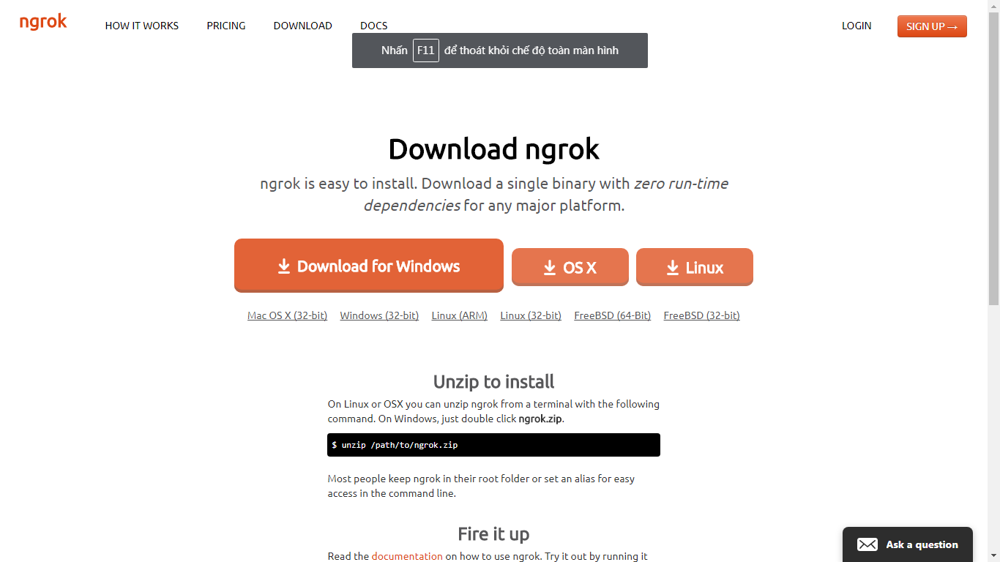 ngrok
HOW IT WORKS
PRICING
DOWNLOAD
DOCS
LOGIN
SIGN UP →
Nhấn F11 để thoát khỏi chế độ toàn màn hình
Download ngrok
ngrok is easy to install. Download a single binary with zero run-time
dependencies for any major platform.
Download for Windows
OS X
Linux
Mac OS X (32-bit)
Windows (32-bit)
Linux (ARM)
Linux (32-bit)
FreeBSD (64-Bit)
FreeBSD (32-bit)
Unzip to install
On Linux or OSX you can unzip ngrok from a terminal with the following
command. On Windows, just double click ngrok.zip.
$ unzip /path/to/ngrok.zip
Most people keep ngrok in their root folder or set an alias for easy
access in the command line.
Fire it up
Read the documentation on how to use ngrok. Try it out by running it
Ask a question